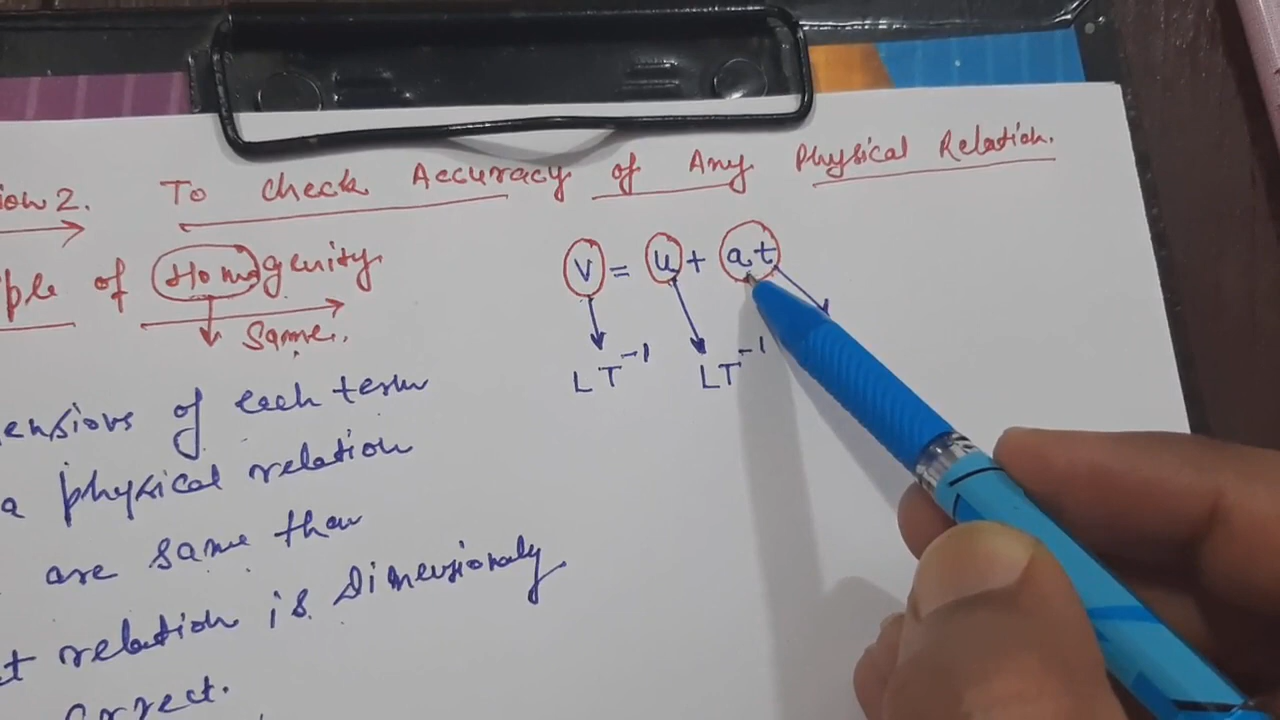 ion 2. To Check Accuracy of Any Physical Relation.
ple of Homogenity
Same.
ensions of each term
a physical relation
are same then
t relation is Dimensionaly
correct.
V = u + at
LT⁻¹ LT⁻¹